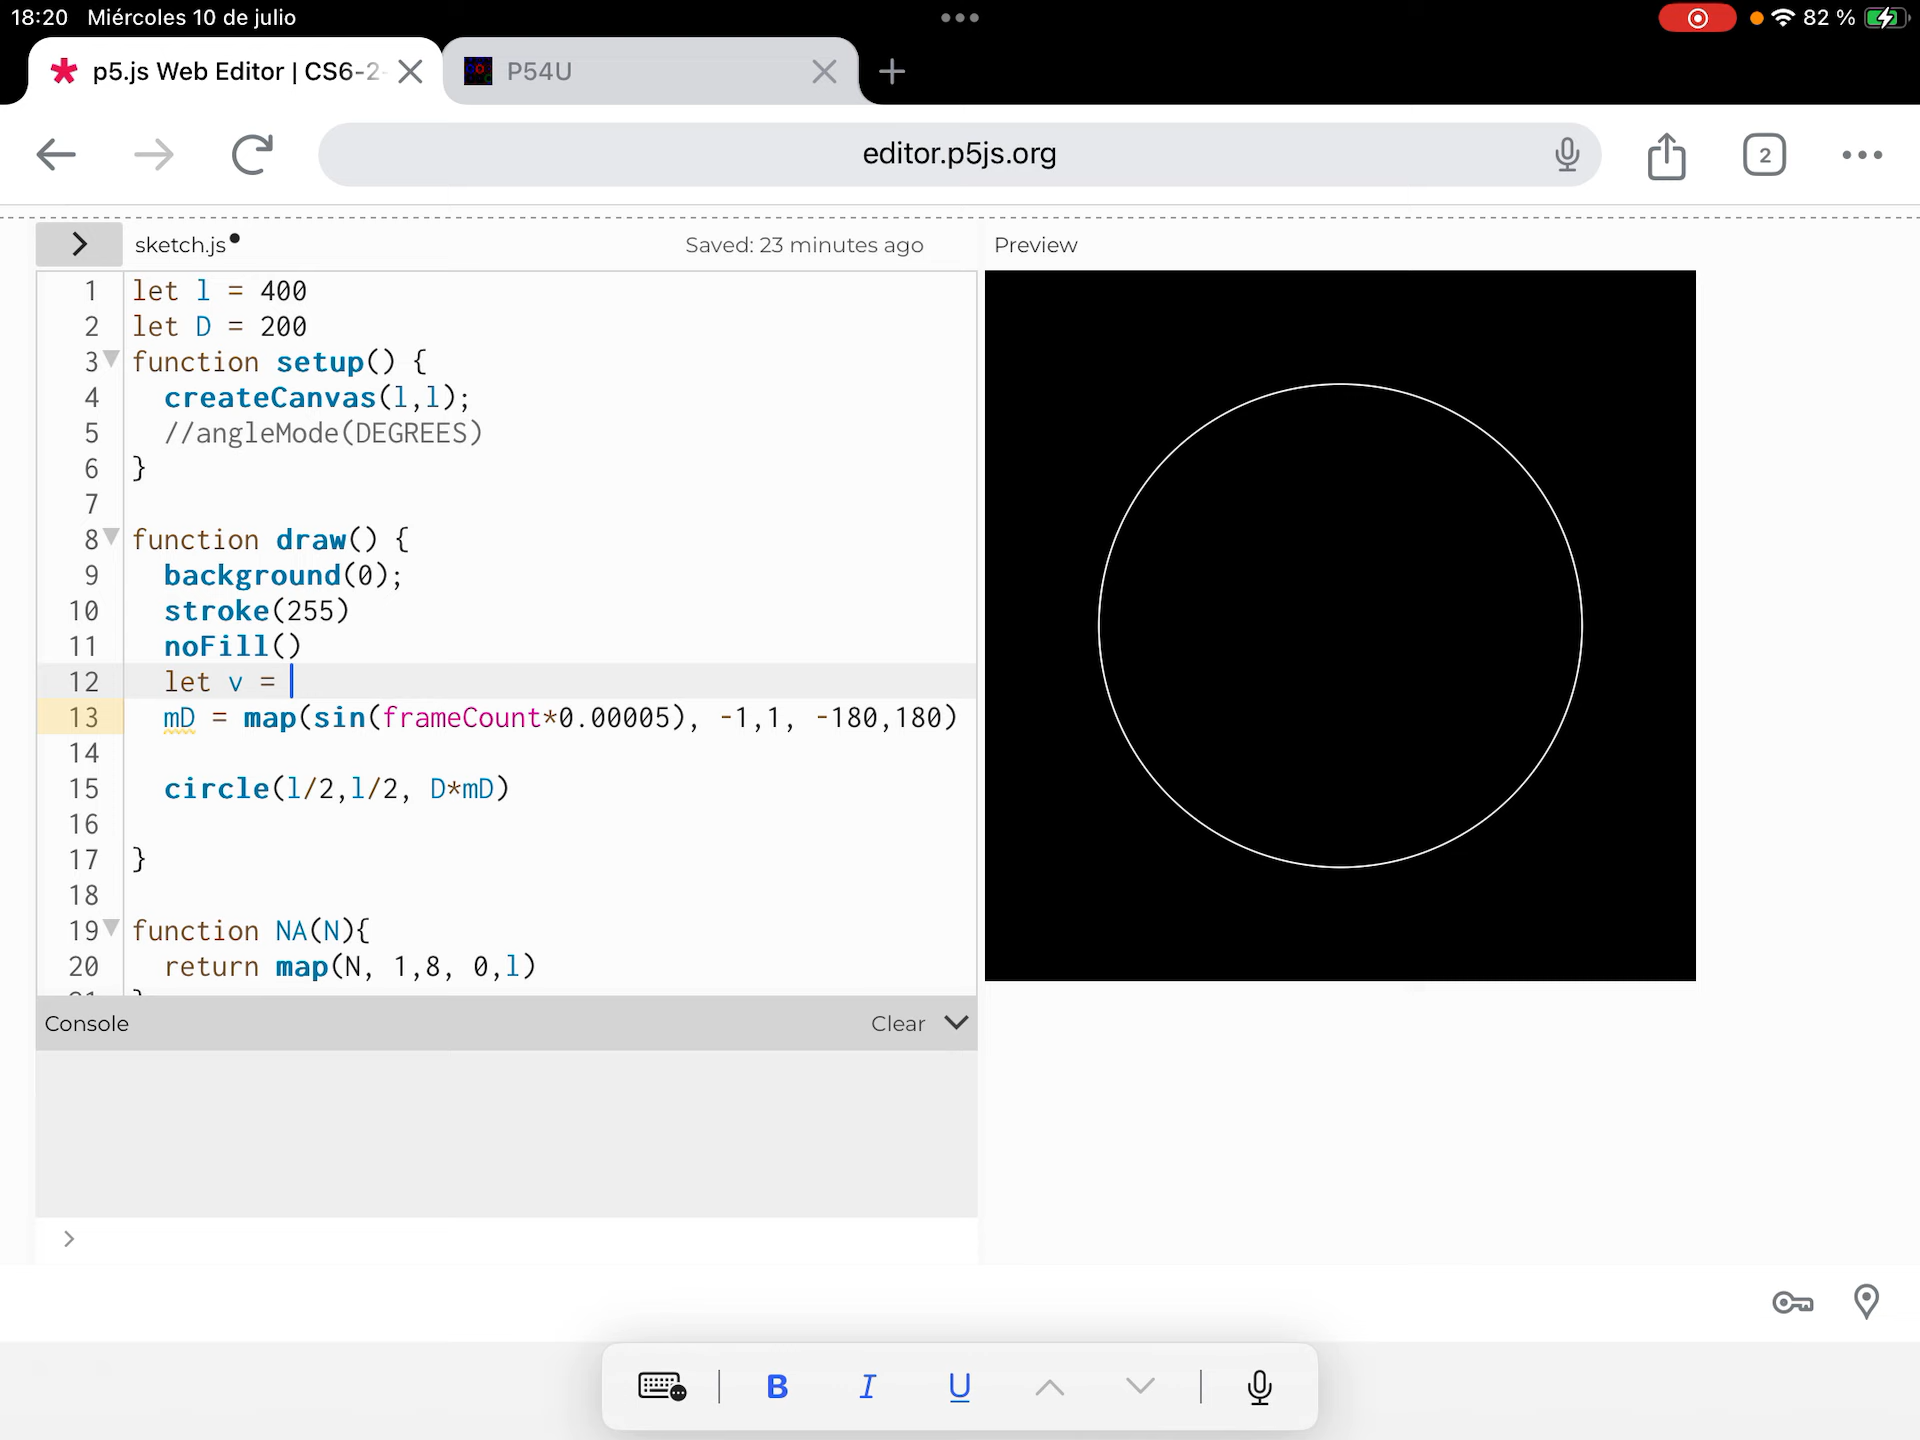 18:20 Miércoles 10 de julio
82 %
p5.js Web Editor | CS6-2-
P54U
editor.p5js.org
2
sketch.js
Saved: 23 minutes ago
Preview
1 let l = 400
2 let D = 200
3 function setup() {
4 createCanvas(l,l);
5 //angleMode(DEGREES)
6 }
7
8 function draw() {
9 background(0);
10 stroke(255)
11 noFill()
12 let v =
13 mD = map(sin(frameCount*0.00005), -1,1, -180,180)
14
15 circle(l/2,l/2, D*mD)
16
17 }
18
19 function NA(N){
20 return map(N, 1,8, 0,l)
Console
Clear
B I U